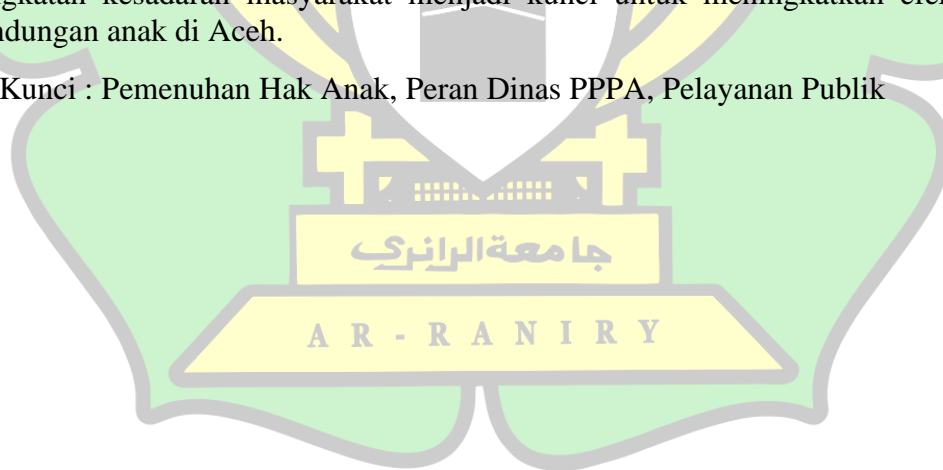 ngkatan kesadaran masyarakat menjadi kunci untuk meningkatkan
ndungan anak di Aceh.
Kunci : Pemenuhan Hak Anak, Peran Dinas PPPA, Pelayanan Publik
جامعةالرانري
AR-RANIRY